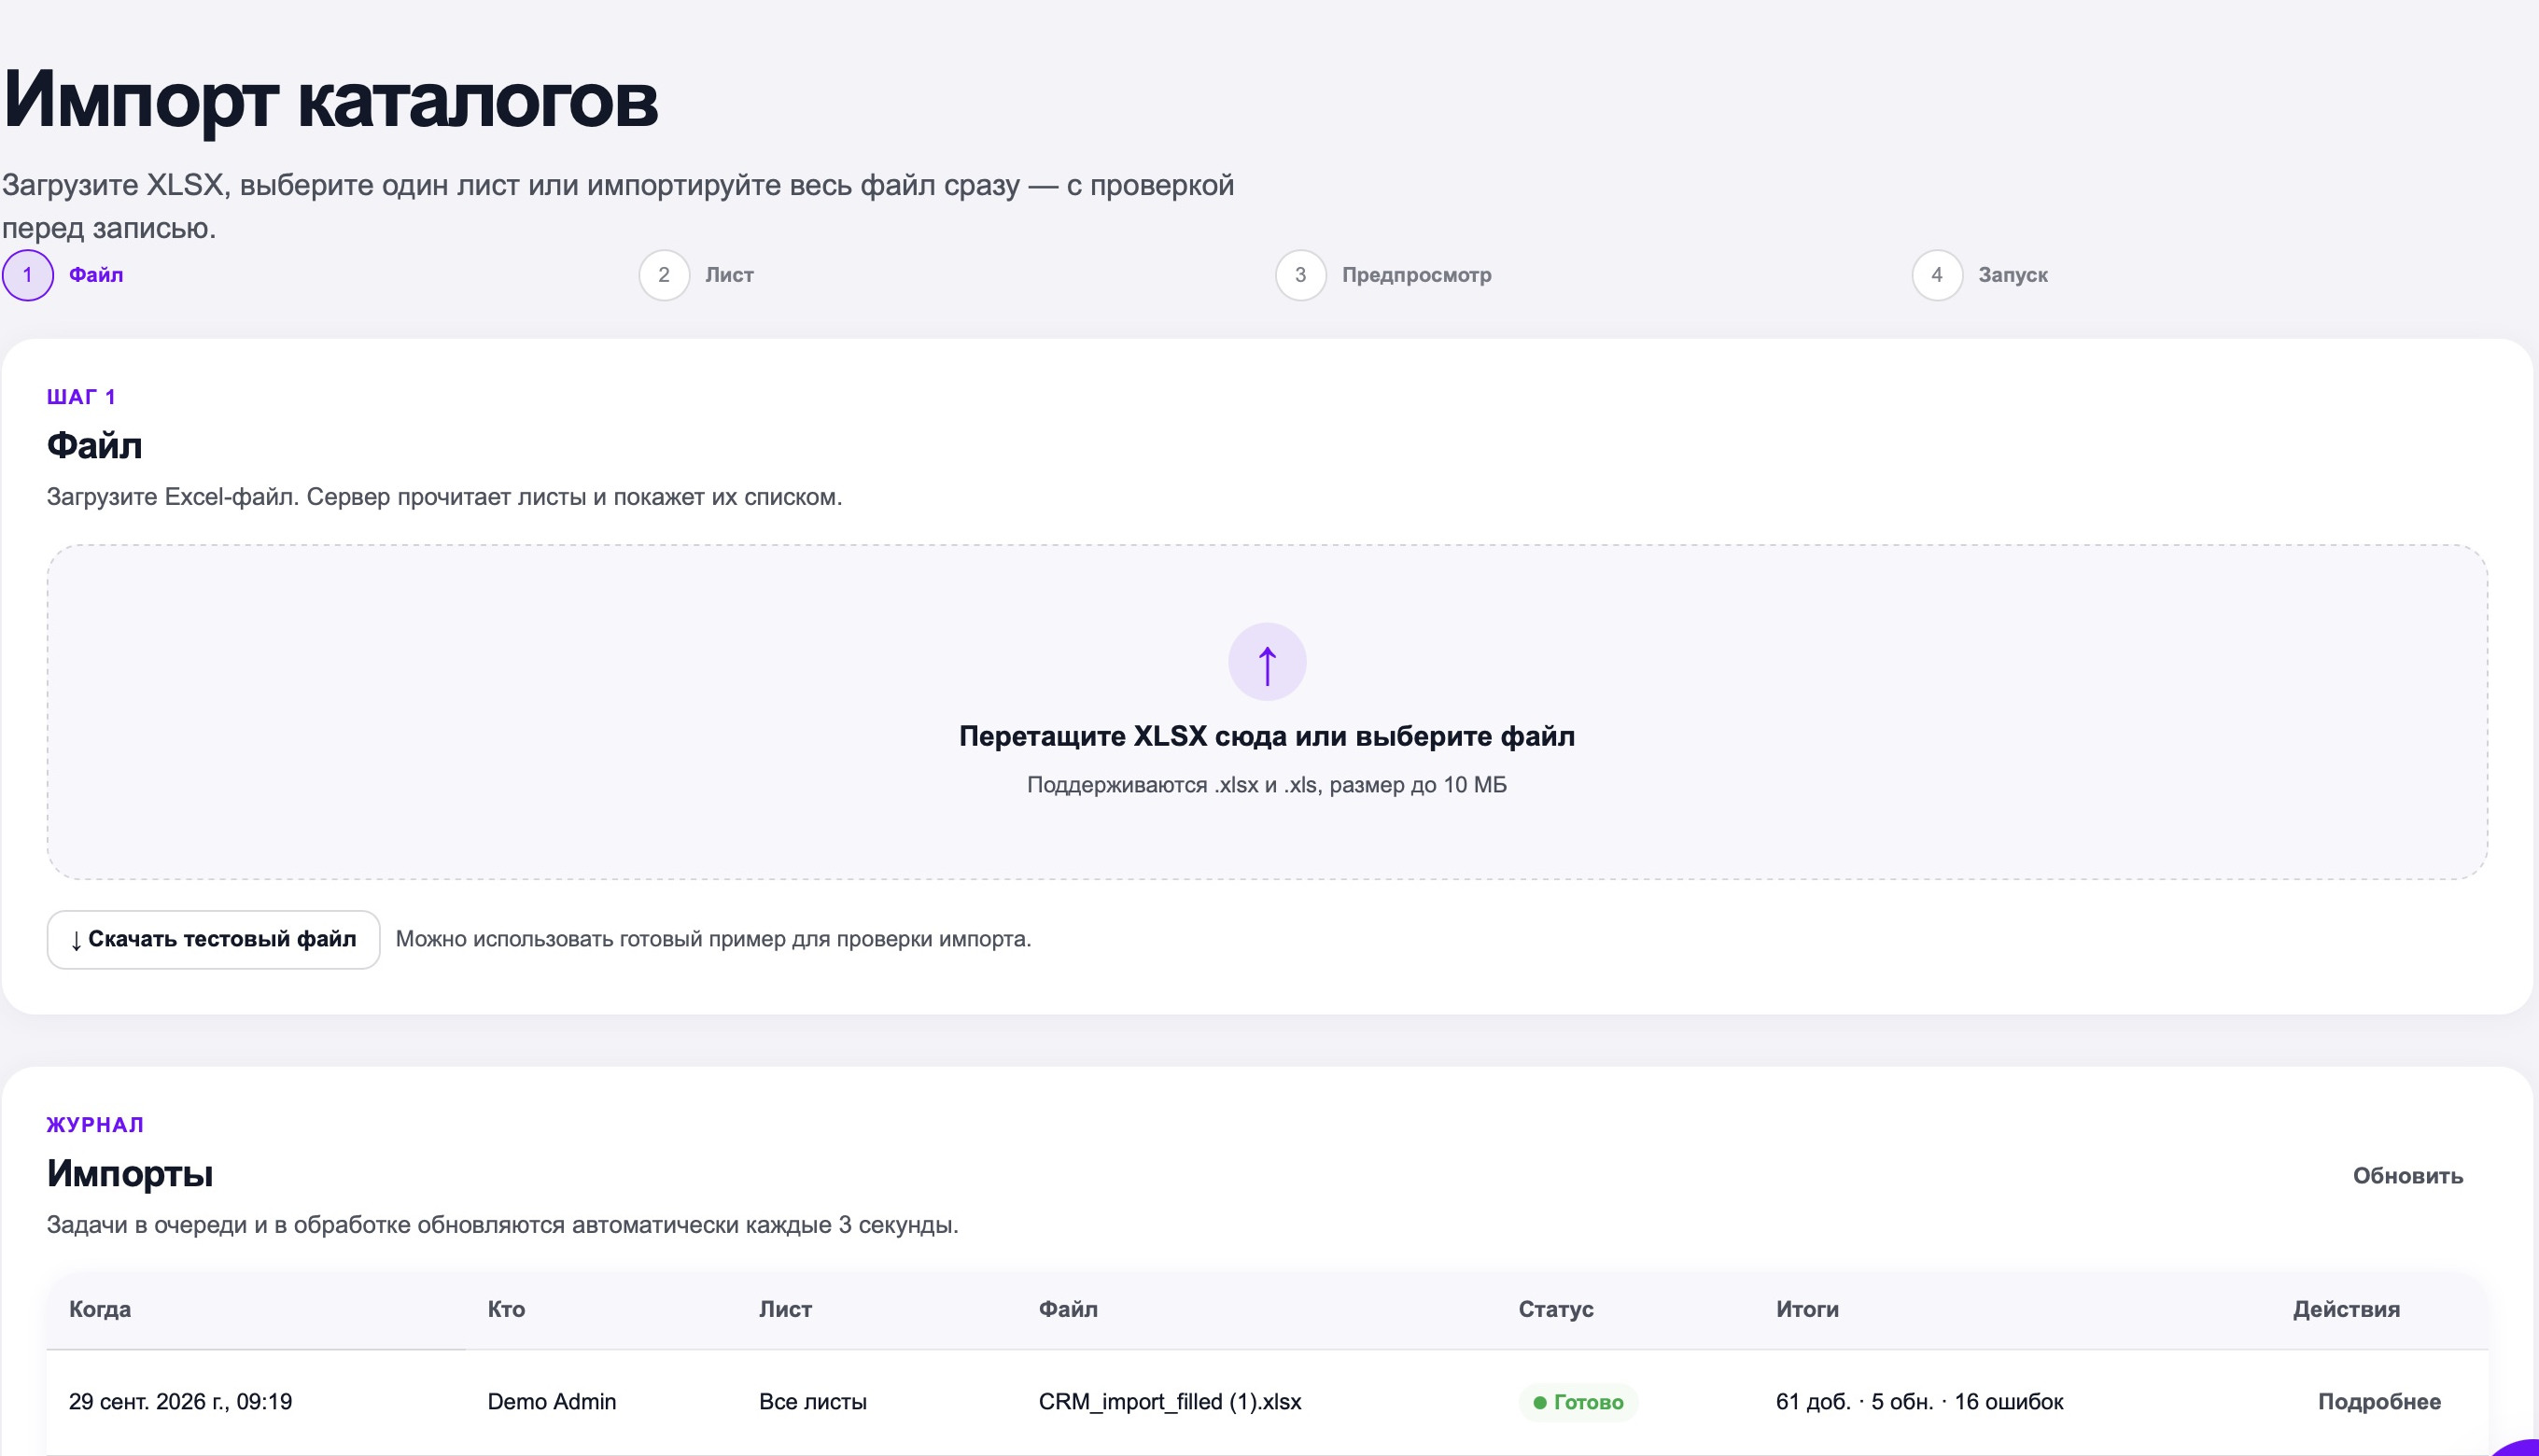 Импорт каталогов
Загрузите XLSX, выберите один лист или импортируйте весь файл сразу — с проверкой
перед записью.
1 Файл 2 Лист 3 Предпросмотр 4 Запуск
ШАГ 1
Файл
Загрузите Excel-файл. Сервер прочитает листы и покажет их списком.
↑
Перетащите XLSX сюда или выберите файл
Поддерживаются .xlsx и .xls, размер до 10 МБ
↓ Скачать тестовый файл Можно использовать готовый пример для проверки импорта.
ЖУРНАЛ
Импорты
Обновить
Задачи в очереди и в обработке обновляются автоматически каждые 3 секунды.
Когда Кто Лист Файл Статус Итоги Действия
29 сент. 2026 г., 09:19 Demo Admin Все листы CRM_import_filled (1).xlsx Готово 61 доб. · 5 обн. · 16 ошибок Подробнее